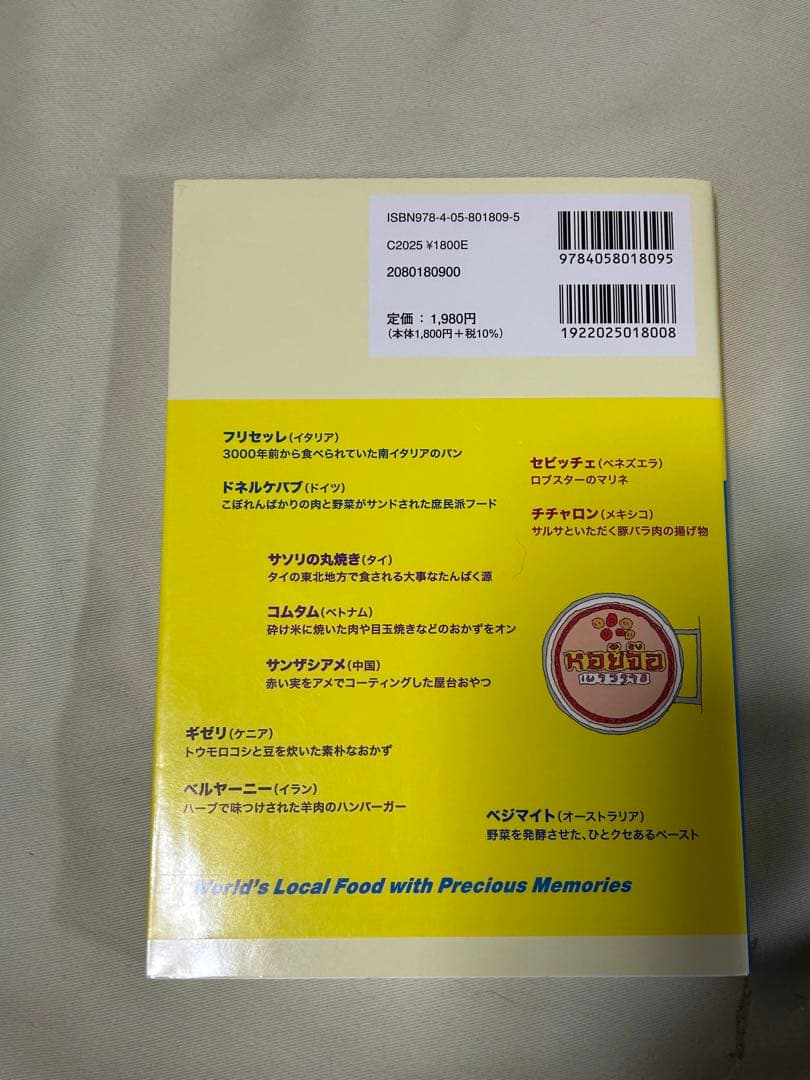 ISBN978-4-05-801809-5
C2025 ¥1800E
2080180900
定価：1,980円
(本体1,800円＋税10%)
9784058018095
1922025018008
フリセッレ(イタリア)
3000年前から食べられていた南イタリアのパン
ドネルケバブ(ドイツ)
こぼれんばかりの肉と野菜がサンドされた庶民派フード
セビッチェ(ベネズエラ)
ロブスターのマリネ
チチャロン(メキシコ)
サルサといただく豚バラ肉の揚げ物
サソリの丸焼き(タイ)
タイの東北地方で食される大事なたんぱく源
コムタム(ベトナム)
砕け米に焼いた肉や目玉焼きなどのおかずをオン
サンザシアメ(中国)
赤い実をアメでコーティングした屋台おやつ
หอยจ๊อ
เยาวราช
ギゼリ(ケニア)
トウモロコシと豆を炊いた素朴なおかず
ベルヤーニー(イラン)
ハーブで味つけされた羊肉のハンバーガー
ベジマイト(オーストラリア)
野菜を発酵させた、ひとクセあるペースト
World's Local Food with Precious Memories